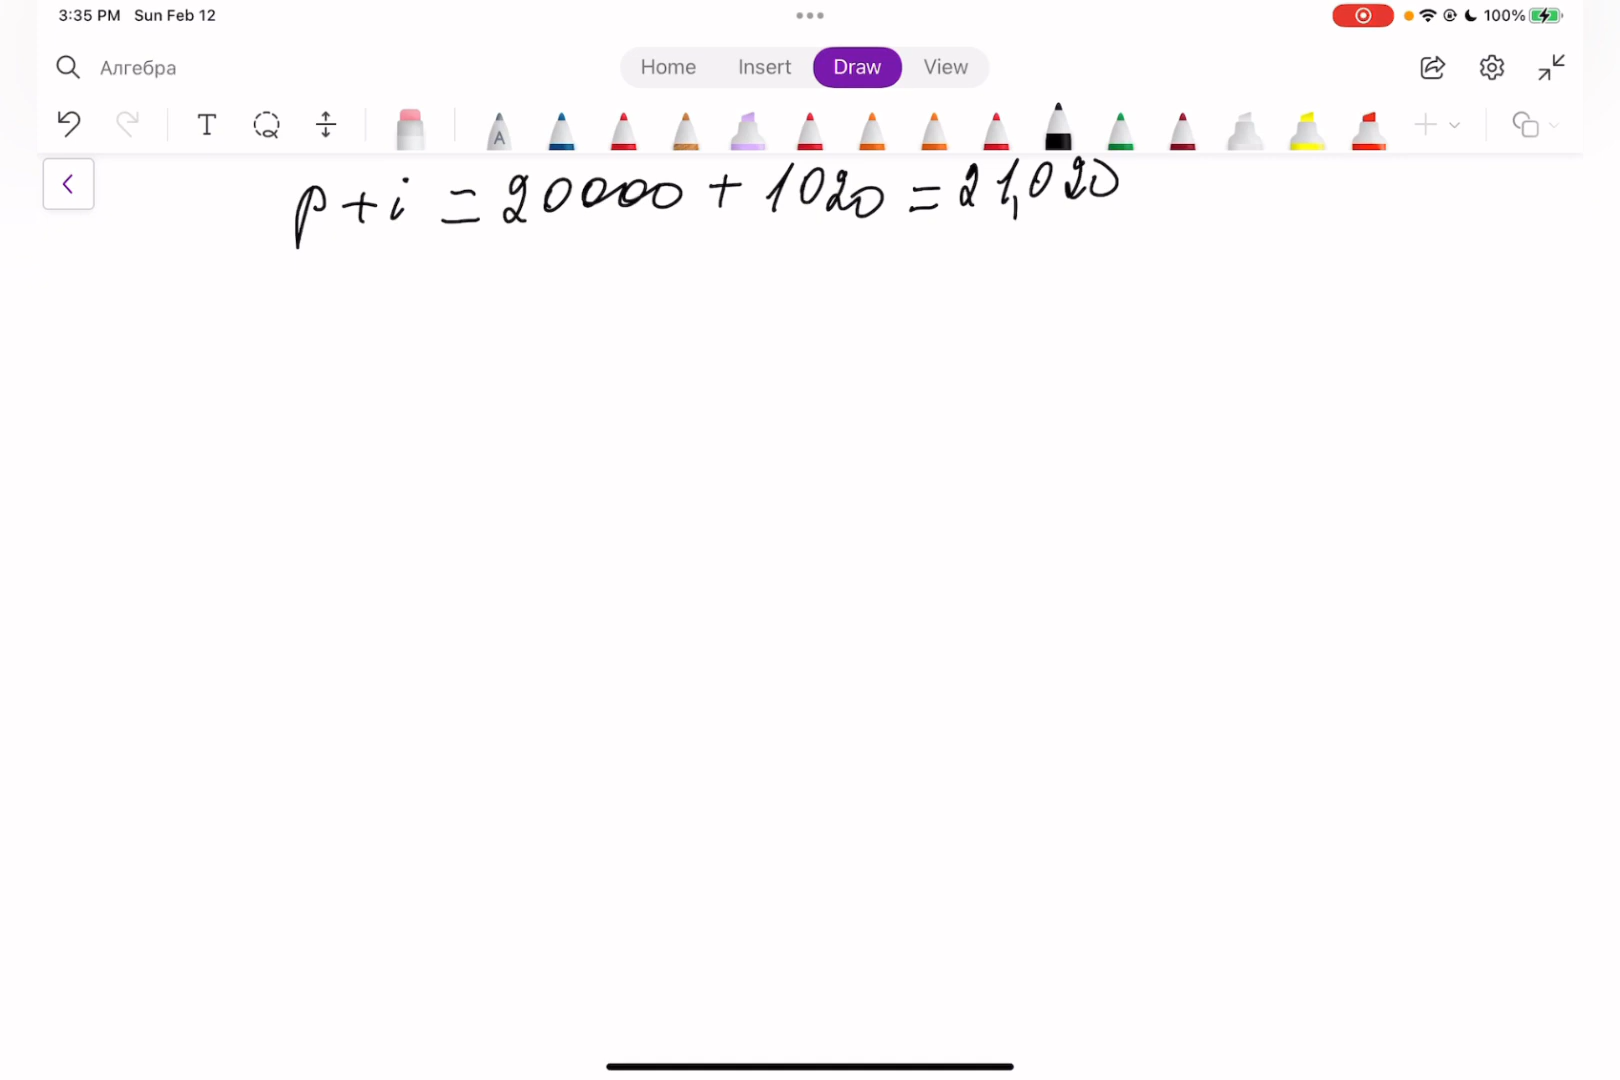 3:35 PM Sun Feb 12
100%
Алгебра
Home Insert Draw View
T
A
p + i = 20000 + 1020 = 21,020